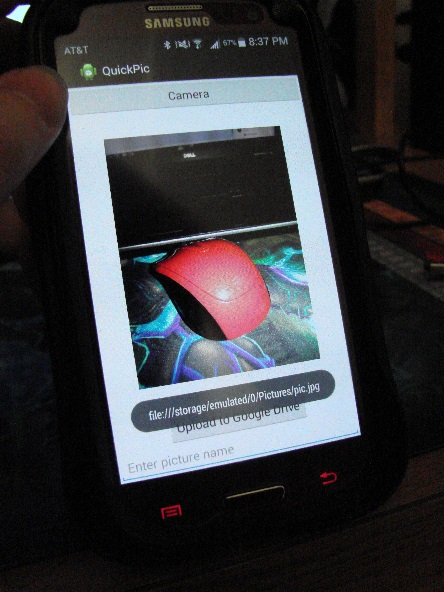 SAMSUNG
AT&T 67% 8:37 PM
QuickPic
Camera
DELL
file:///storage/emulated/0/Pictures/pic.jpg
Upload to Google Drive
Enter picture name